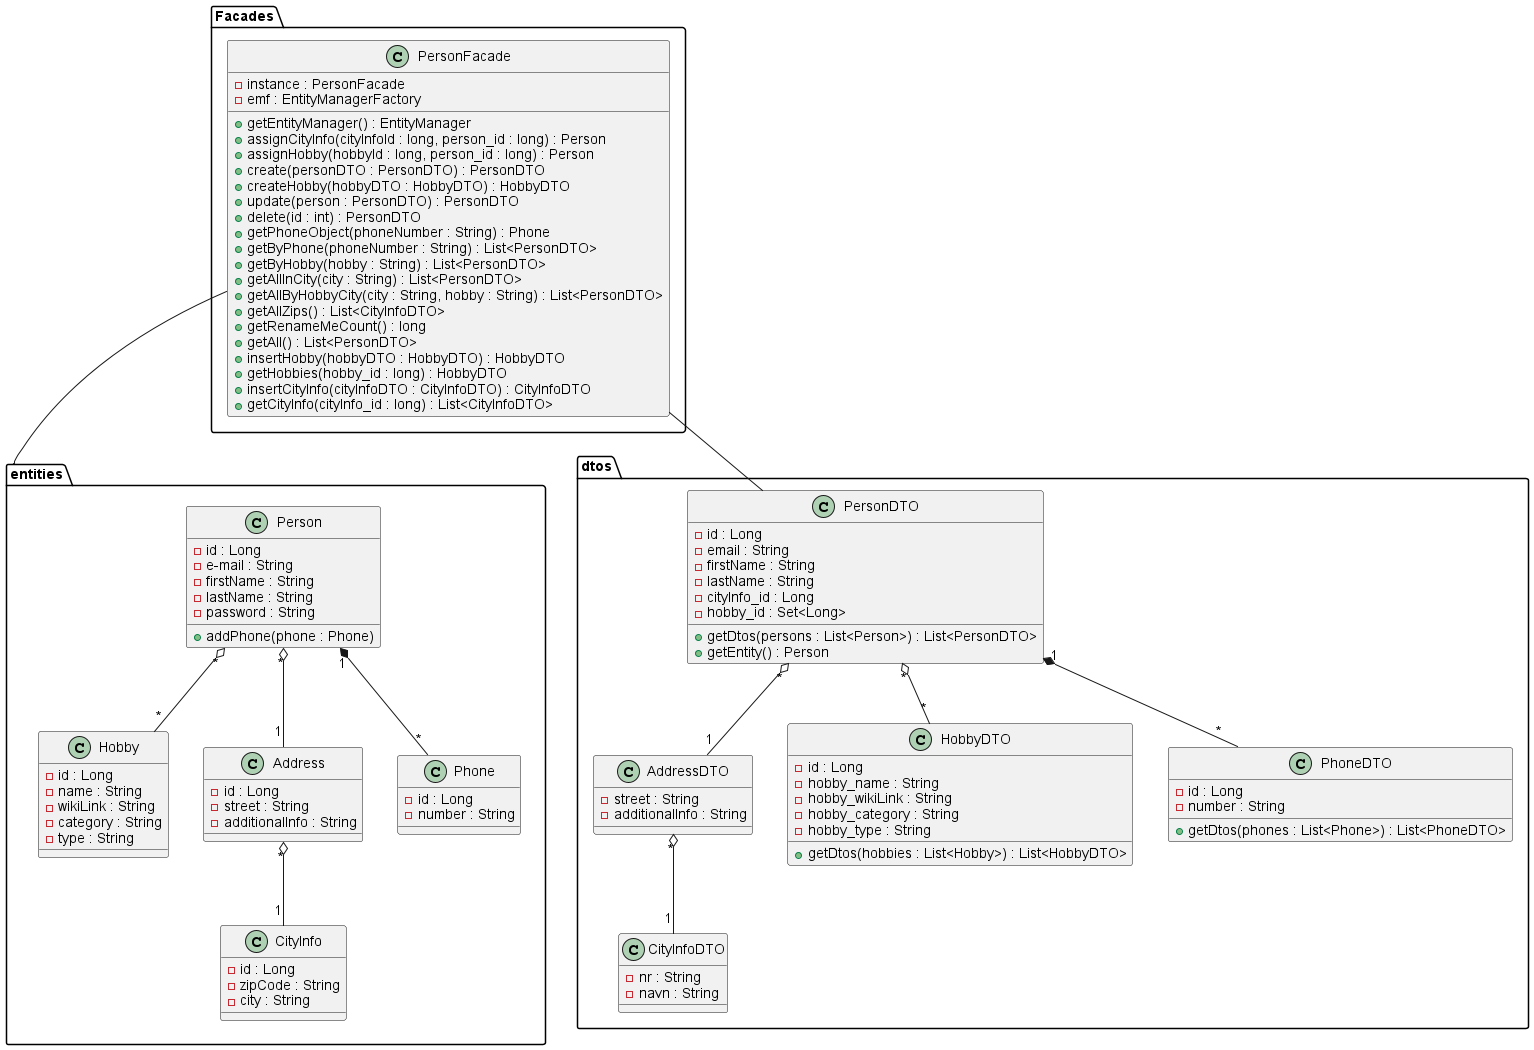 Facades
C PersonFacade
instance : PersonFacade
emf : EntityManagerFactory
getEntityManager() : EntityManager
assignCityInfo(cityInfoId : long, person_id : long) : Person
assignHobby(hobbyId : long, person_id : long) : Person
create(personDTO : PersonDTO) : PersonDTO
createHobby(hobbyDTO : HobbyDTO) : HobbyDTO
update(person : PersonDTO) : PersonDTO
delete(id : int) : PersonDTO
getPhoneObject(phoneNumber : String) : Phone
getByPhone(phoneNumber : String) : List<PersonDTO>
getByHobby(hobby : String) : List<PersonDTO>
getAllInCity(city : String) : List<PersonDTO>
getAllByHobbyCity(city : String, hobby : String) : List<PersonDTO>
getAllZips() : List<CityInfoDTO>
getRenameMeCount() : long
getAll() : List<PersonDTO>
insertHobby(hobbyDTO : HobbyDTO) : HobbyDTO
getHobbies(hobby_id : long) : HobbyDTO
insertCityInfo(cityInfoDTO : CityInfoDTO) : CityInfoDTO
getCityInfo(cityInfo_id : long) : List<CityInfoDTO>
entities
C Person
id : Long
e-mail : String
firstName : String
lastName : String
password : String
addPhone(phone : Phone)
* * 1
* 1 *
C Hobby
id : Long
name : String
wikiLink : String
category : String
type : String
C Address
id : Long
street : String
additionalInfo : String
C Phone
id : Long
number : String
*
1
C CityInfo
id : Long
zipCode : String
city : String
dtos
C PersonDTO
id : Long
email : String
firstName : String
lastName : String
cityInfo_id : Long
hobby_id : Set<Long>
getDtos(persons : List<Person>) : List<PersonDTO>
getEntity() : Person
* * 1
1 * *
C AddressDTO
street : String
additionalInfo : String
C HobbyDTO
id : Long
hobby_name : String
hobby_wikiLink : String
hobby_category : String
hobby_type : String
getDtos(hobbies : List<Hobby>) : List<HobbyDTO>
C PhoneDTO
id : Long
number : String
getDtos(phones : List<Phone>) : List<PhoneDTO>
*
1
C CityInfoDTO
nr : String
navn : String